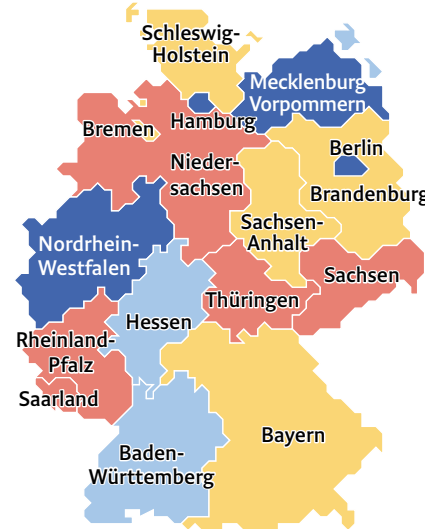 Schleswig-
Holstein
Mecklenburg
Vorpommern
Bremen
Hamburg
Berlin
Nieder-
sachsen
Brandenburg
Sachsen-
Anhalt
Nordrhein-
Westfalen
Sachsen
Thüringen
Hessen
Rheinland-
Pfalz
Saarland
Bayern
Baden-
Württemberg